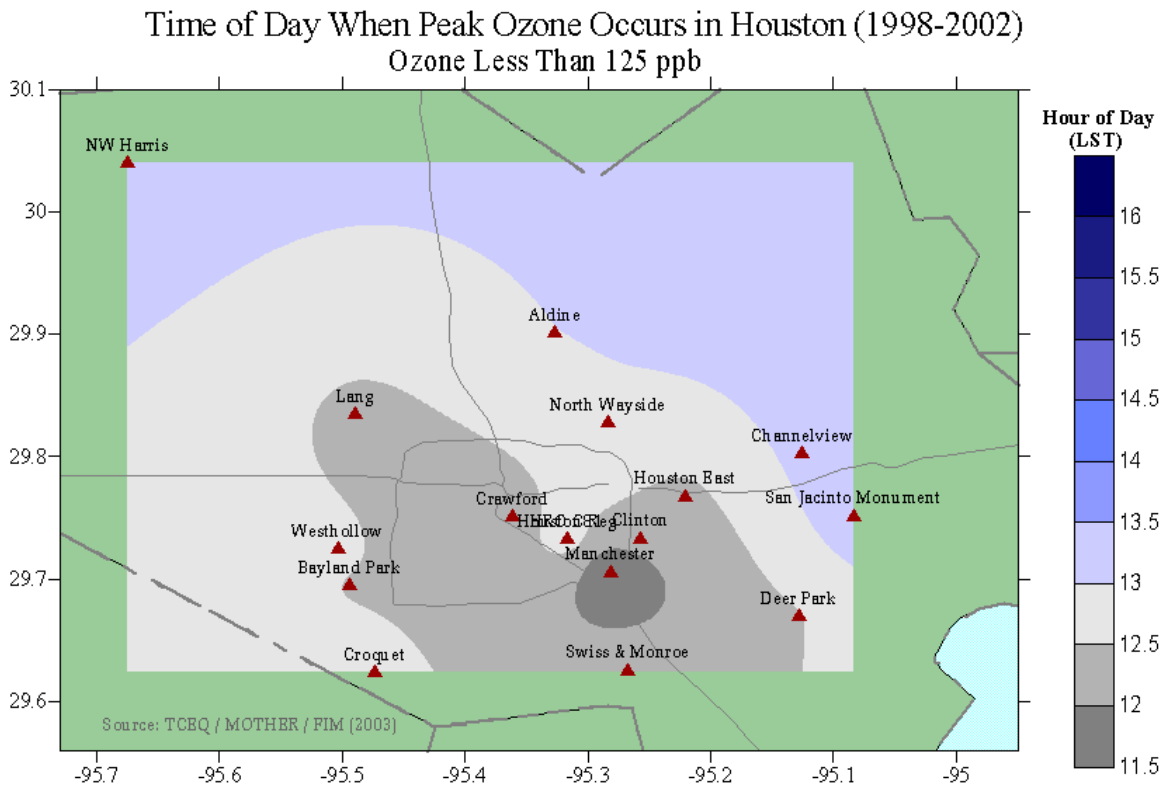 Time of Day When Peak Ozone Occurs in Houston (1998-2002)
Ozone Less Than 125 ppb
30.1
30
29.9
29.8
29.7
29.6
NW Harris
Aldine
Lang
North Wayside
Channelview
Houston East
Crawford
San Jacinto Monument
Clinton
Westhollow
Manchester
Bayland Park
Deer Park
Swiss & Monroe
Croquet
Source: TCEQ / MOTHER / FIM (2003)
-95.7
-95.6
-95.5
-95.4
-95.3
-95.2
-95.1
-95
Hour of Day
(LST)
16
15.5
15
14.5
14
13.5
13
12.5
12
11.5